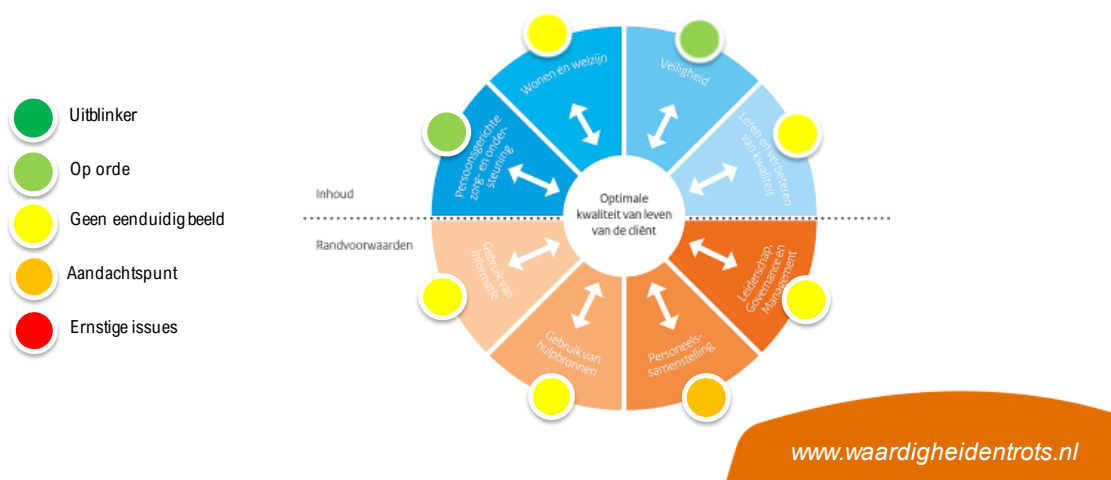 Uitblinker
Op orde
Geen eenduidig beeld
Aandachtspunt
Ernstige issues
Inhoud
Randvoorwaarden
Persoonsgerichte
zorg- en onder-
steuning
Wonen en welzijn
Veiligheid
Leren en verbeteren
van kwaliteit
Optimale
kwaliteit van leven
van de cliënt
Gebruik van
informatie
Gebruik van
hulpbronnen
Personeels-
samenstelling
Leiderschap,
Governance en
Management
www.waardigheidentrots.nl